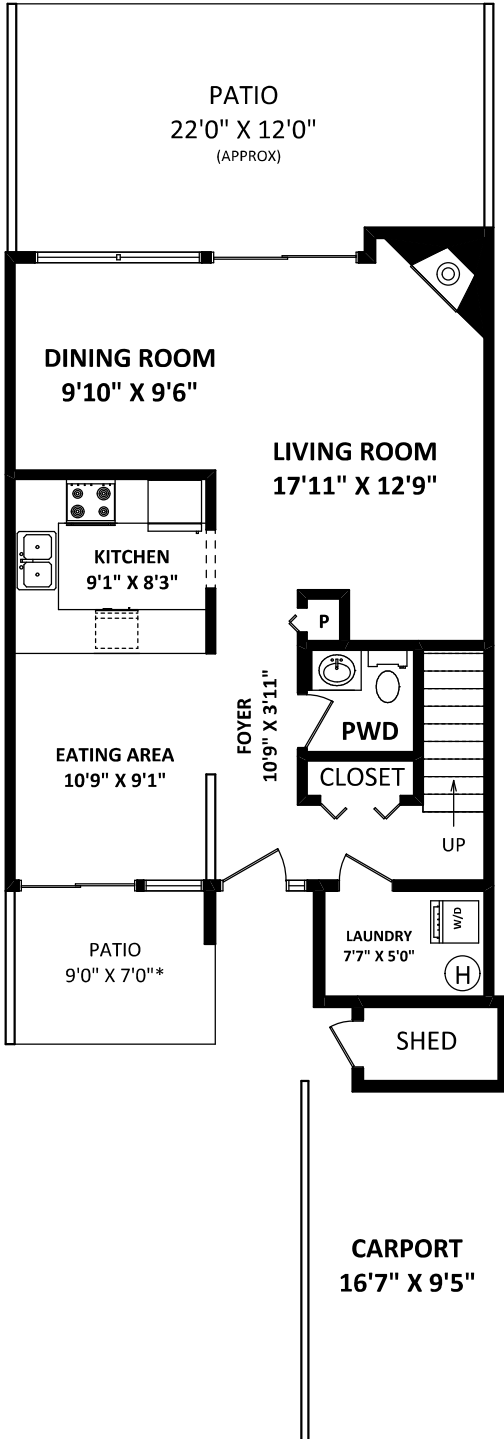 PATIO
22'0" X 12'0"
(APPROX)
DINING ROOM
9'10" X 9'6"
LIVING ROOM
17'11" X 12'9"
KITCHEN
9'1" X 8'3"
P
FOYER
10'9" X 3'11"
PWD
EATING AREA
10'9" X 9'1"
CLOSET
UP
W/D
LAUNDRY
7'7" X 5'0"
PATIO
9'0" X 7'0"*
H
SHED
CARPORT
16'7" X 9'5"